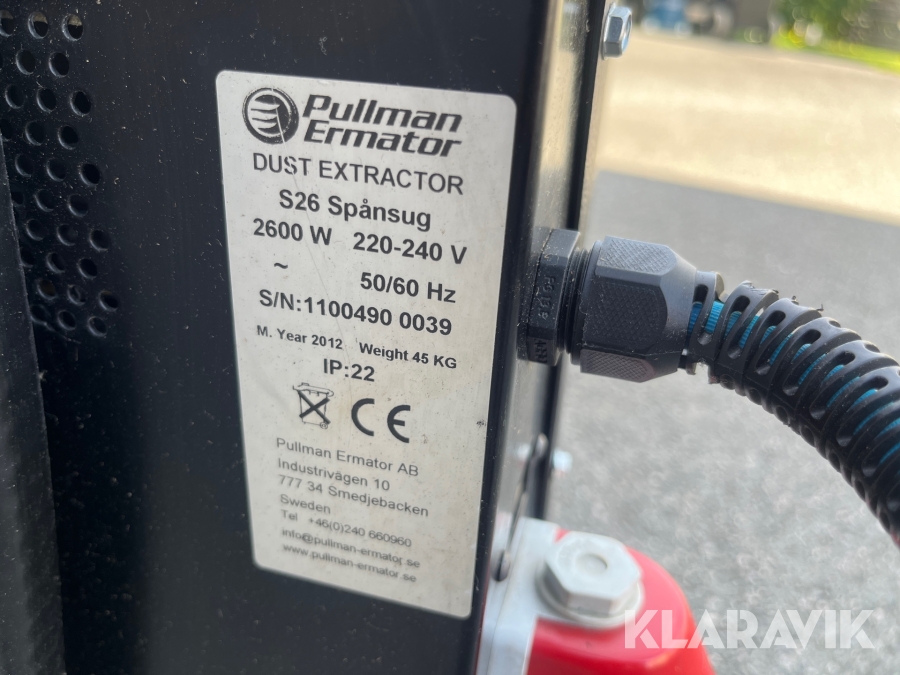 Pullman
Ermator
DUST EXTRACTOR
S26 Spånsug
2600 W 220-240 V
~ 50/60 Hz
S/N:1100490 0039
M. Year 2012 Weight 45 KG
IP:22
CE
Pullman Ermator AB
Industrivägen 10
777 34 Smedjebacken
Sweden
Tel +46(0)240 660960
info@pullman-ermator.se
www.pullman-ermator.se
KLARAVIK